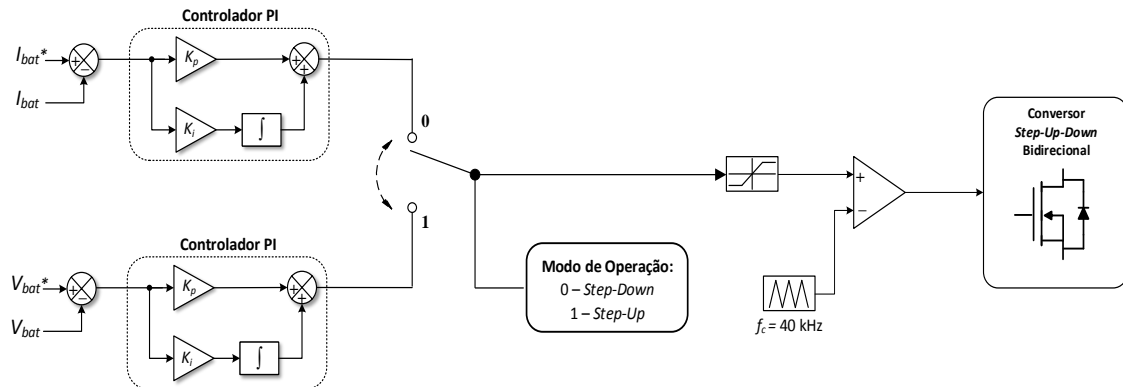 Controlador PI
I_bat*
I_bat
+
−
K_p
K_i
∫
+
+
0
1
Controlador PI
V_bat*
V_bat
+
−
K_p
K_i
∫
+
+
Modo de Operação:
0 – Step-Down
1 – Step-Up
f_c = 40 kHz
+
−
Conversor
Step-Up-Down
Bidirecional